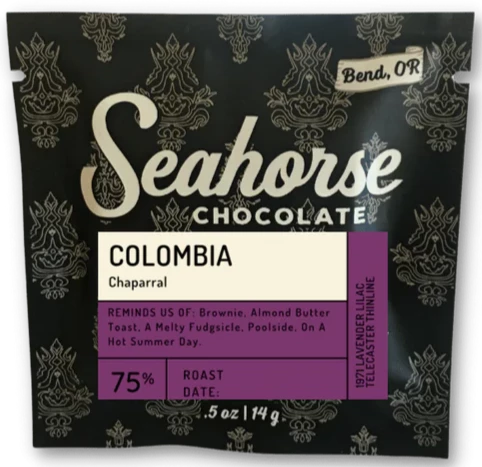 Bend, OR
Seahorse
CHOCOLATE
COLOMBIA
Chaparral
REMINDS US OF: Brownie, Almond Butter
Toast, A Melty Fudgsicle, Poolside, On A
Hot Summer Day.
1971 LAVENDER LILAC
TELECASTER THINLINE
75%
ROAST
DATE:
.5 oz | 14 g